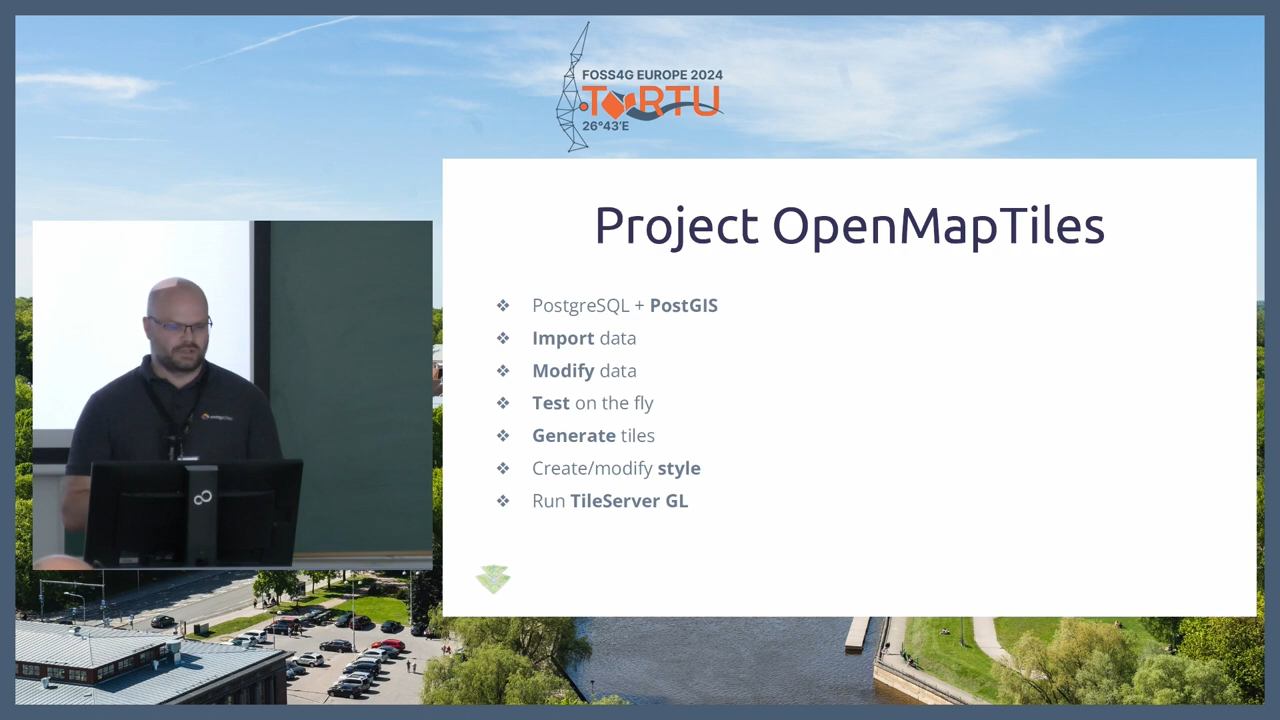 FOSS4G EUROPE 2024
TARTU
26°43'E
Project OpenMapTiles
❖ PostgreSQL + PostGIS
❖ Import data
❖ Modify data
❖ Test on the fly
❖ Generate tiles
❖ Create/modify style
❖ Run TileServer GL